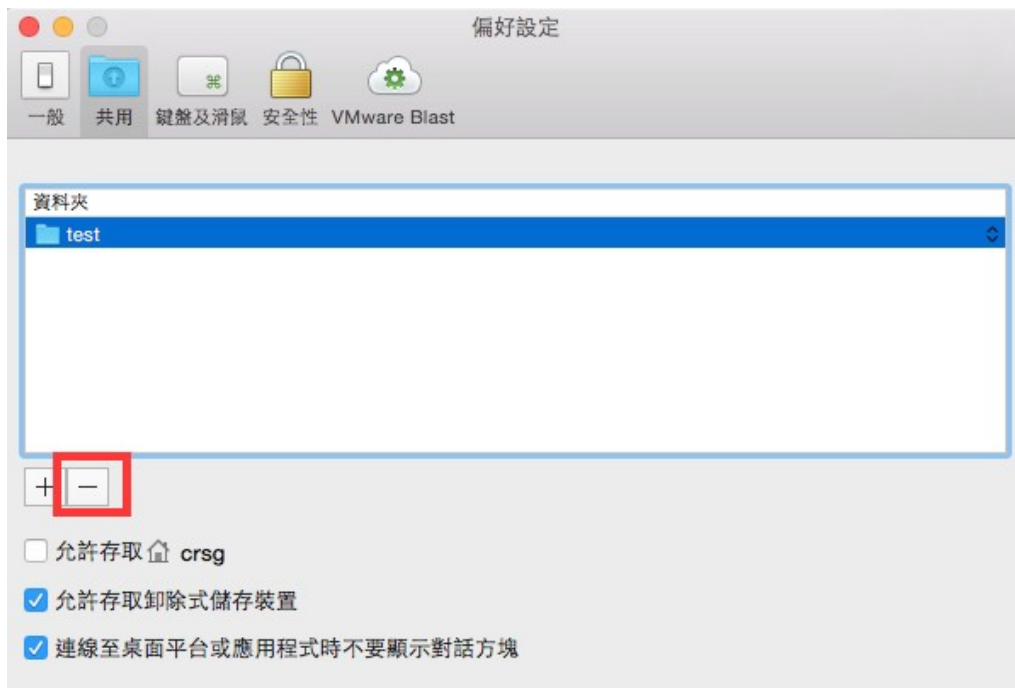 偏好設定
一般 共用 鍵盤及滑鼠 安全性 VMware Blast
資料夾
test
允許存取 crsg
允許存取卸除式儲存裝置
連線至桌面平台或應用程式時不要顯示對話方塊